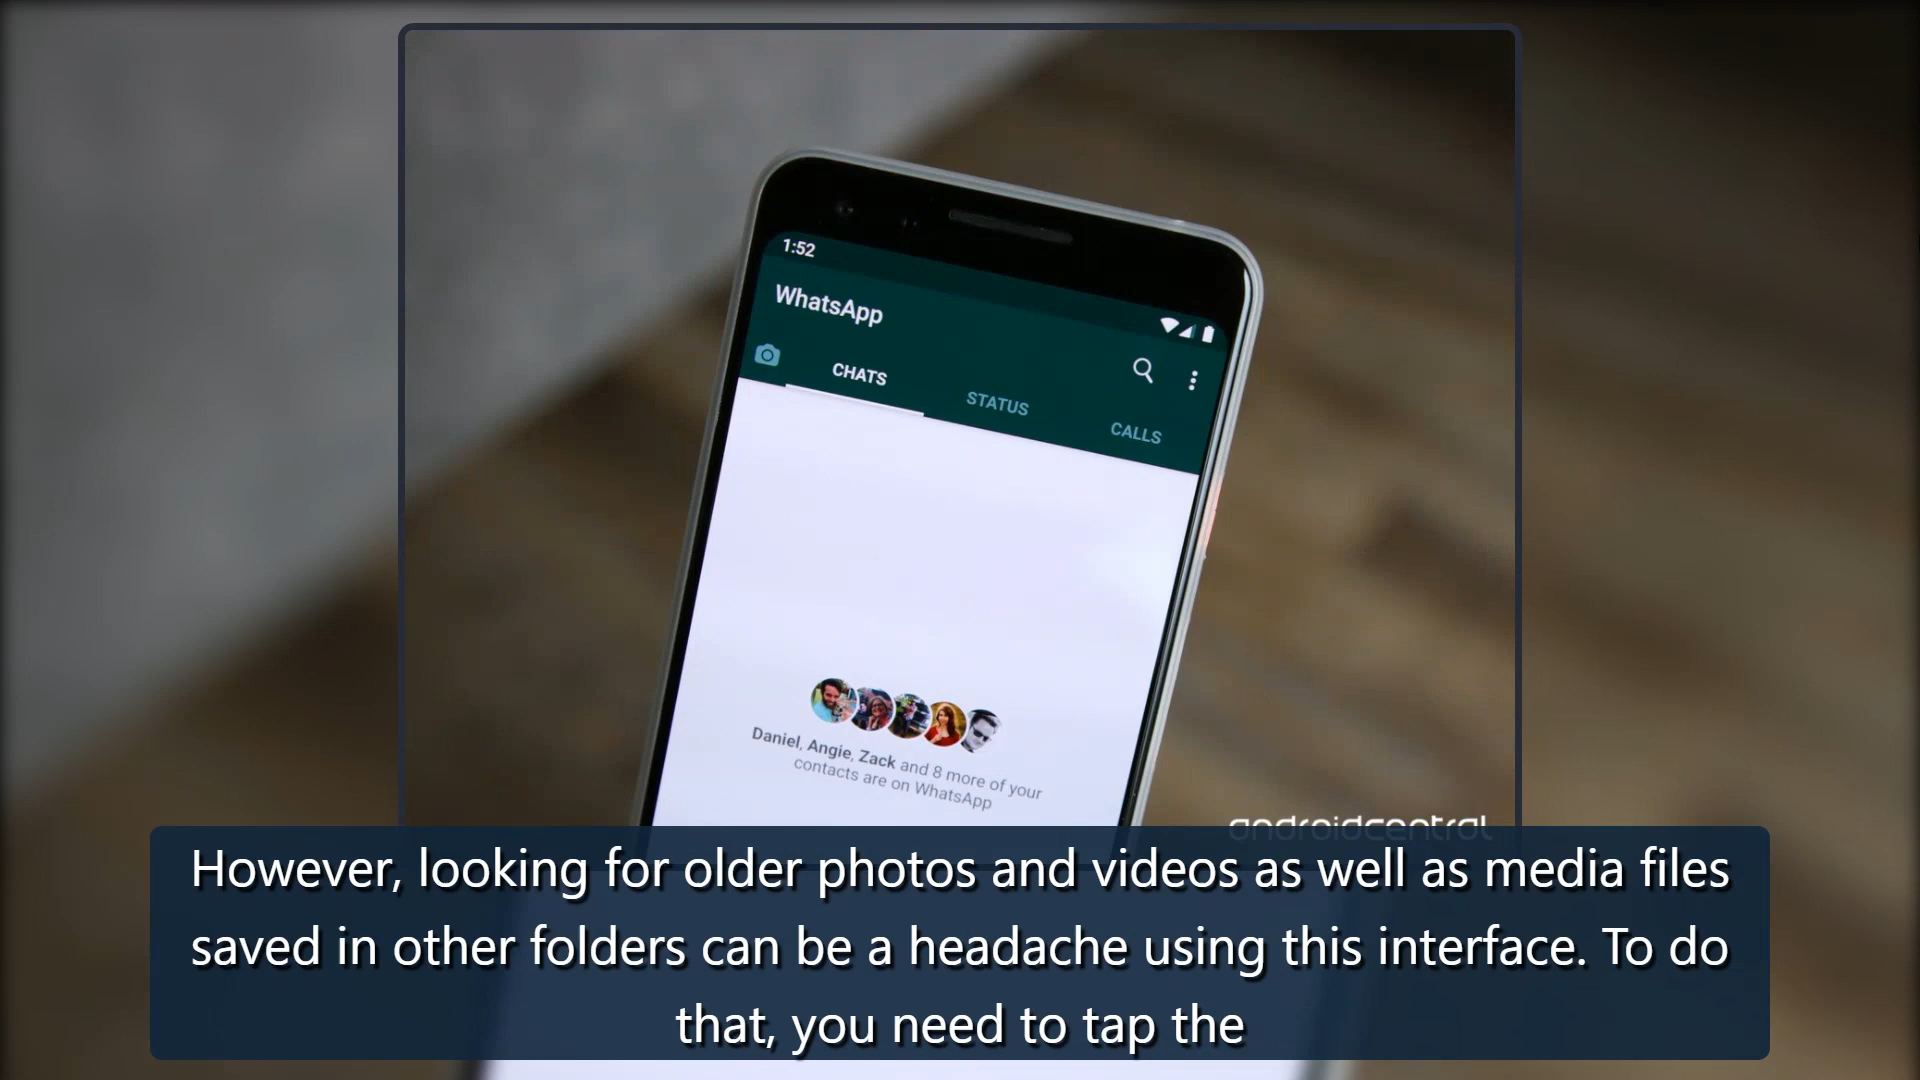 1:52
WhatsApp
CHATS
STATUS
CALLS
Daniel, Angie, Zack and 8 more of your
contacts are on WhatsApp
androidcentral
However, looking for older photos and videos as well as media files
saved in other folders can be a headache using this interface. To do
that, you need to tap the